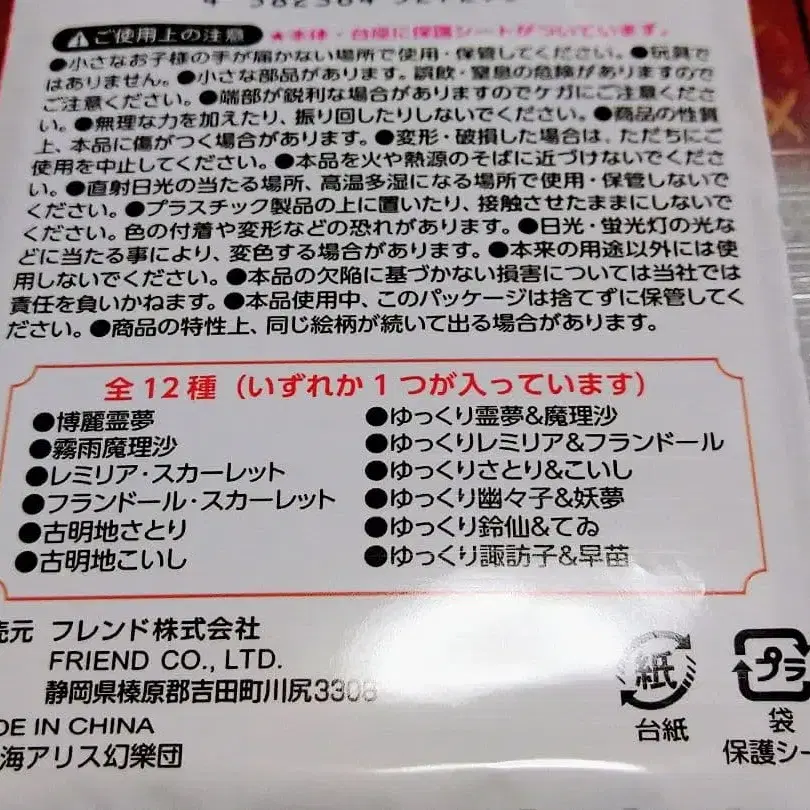 ⚠ご使用上の注意 ★本体・台座に保護シートがついています。
●小さなお子様の手が届かない場所で使用・保管してください。●玩具で
はありません。●小さな部品があります。誤飲・窒息の危険がありますので
ご注意ください。●端部が鋭利な場合がありますのでケガにご注意くださ
い。●無理な力を加えたり、振り回したりしないでください。●商品の性質
上、本品に傷がつく場合があります。●変形・破損した場合は、ただちにご
使用を中止してください。●本品を火や熱源のそばに近づけないでくださ
い。●直射日光の当たる場所、高温多湿になる場所で使用・保管しないで
ください。●プラスチック製品の上に置いたり、接触させたままにしないで
ください。色の付着や変形などの恐れがあります。●日光・蛍光灯の光な
どに当たる事により、変色する場合があります。●本来の用途以外には使
用しないでください。●本品の欠陥に基づかない損害については当社では
責任を負いかねます。●本品使用中、このパッケージは捨てずに保管してく
ださい。●商品の特性上、同じ絵柄が続いて出る場合があります。
全12種（いずれか1つが入っています）
●博麗霊夢
●霧雨魔理沙
●レミリア・スカーレット
●フランドール・スカーレット
●古明地さとり
●古明地こいし
●ゆっくり霊夢&魔理沙
●ゆっくりレミリア&フランドール
●ゆっくりさとり&こいし
●ゆっくり幽々子&妖夢
●ゆっくり鈴仙&てゐ
●ゆっくり諏訪子&早苗
売元 フレンド株式会社
FRIEND CO., LTD.
静岡県榛原郡吉田町川尻3308
DE IN CHINA
海アリス幻樂団
紙
台紙
プラ
袋
保護シー